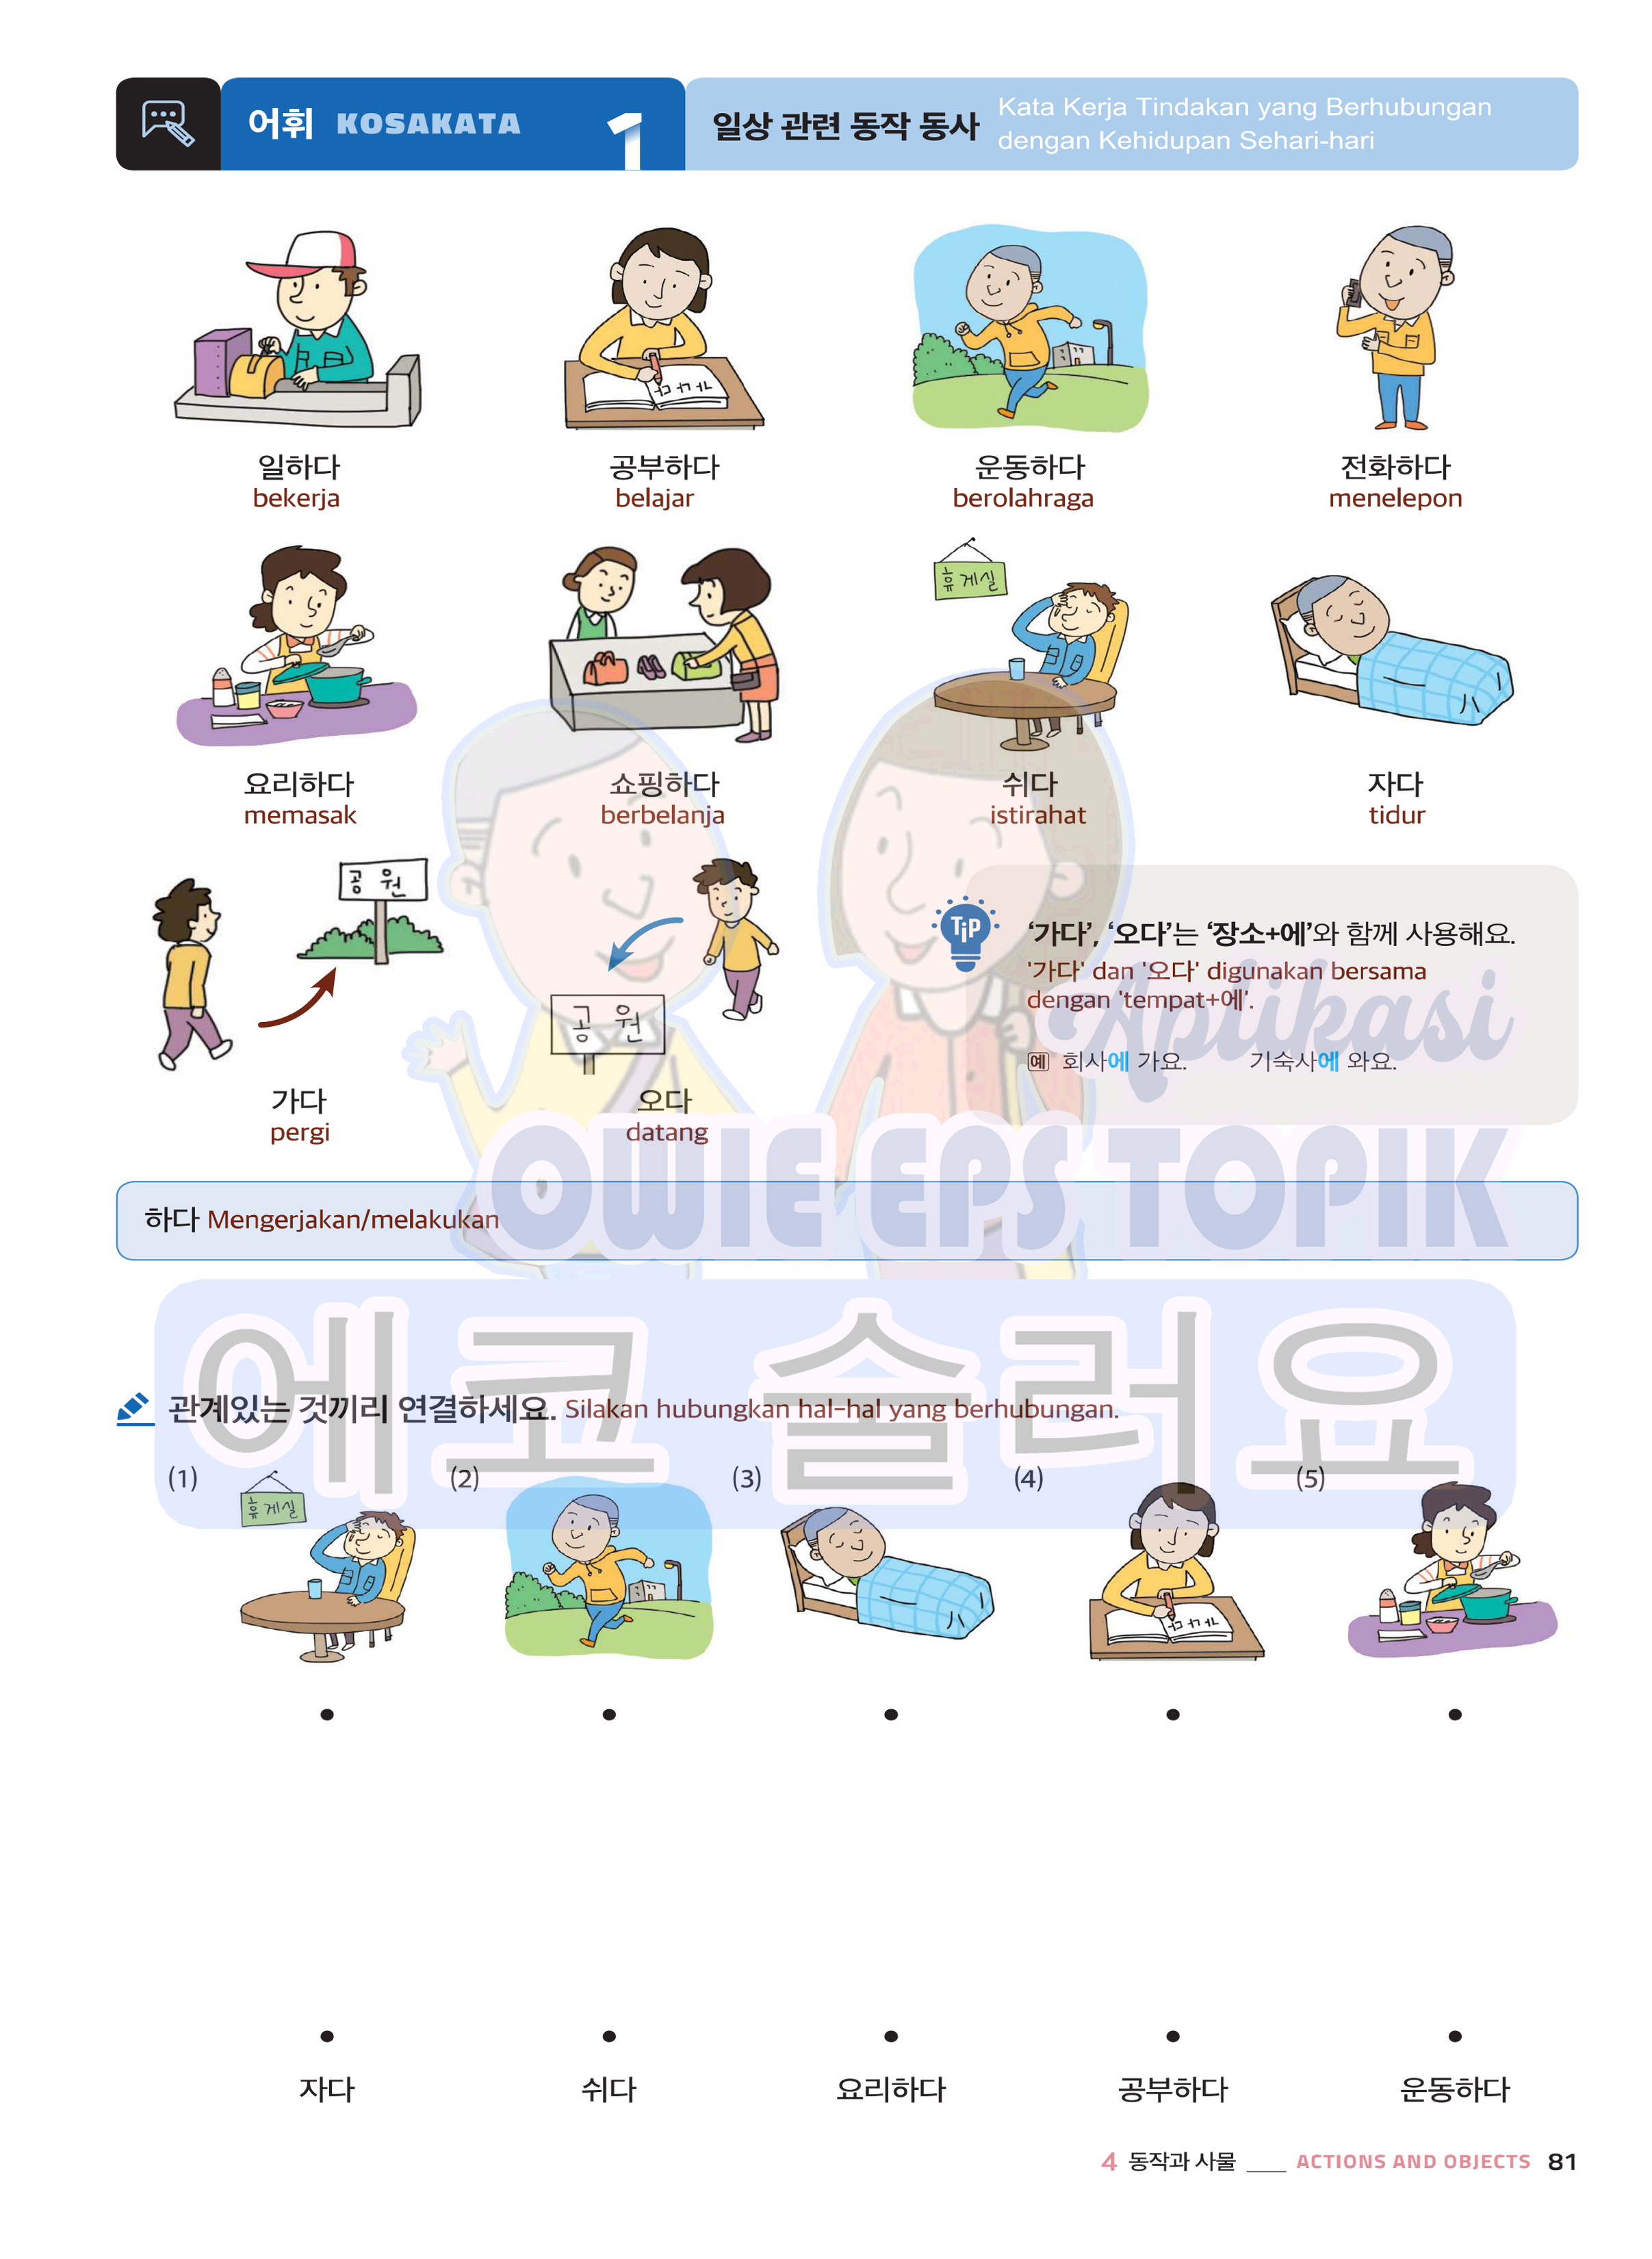 어휘 KOSAKATA 1
일상 관련 동작 동사
Kata Kerja Tindakan yang Berhubungan
dengan Kehidupan Sehari-hari
일하다
bekerja
공부하다
belajar
운동하다
berolahraga
전화하다
menelepon
휴게실
요리하다
memasak
쇼핑하다
berbelanja
쉬다
istirahat
자다
tidur
공원
공원
가다
pergi
오다
datang
TiP
‘가다’, ‘오다’는 ‘장소+에’와 함께 사용해요.
'가다' dan '오다' digunakan bersama
dengan 'tempat+에'.
예 회사에 가요. 기숙사에 와요.
Aplikasi
OWIE EPS TOPIK
하다 Mengerjakan/melakukan
에코 슬러요
관계있는 것끼리 연결하세요. Silakan hubungkan hal-hal yang berhubungan.
(1) (2) (3) (4) (5)
휴게실
자다 쉬다 요리하다 공부하다 운동하다
4 동작과 사물 ___ ACTIONS AND OBJECTS 81